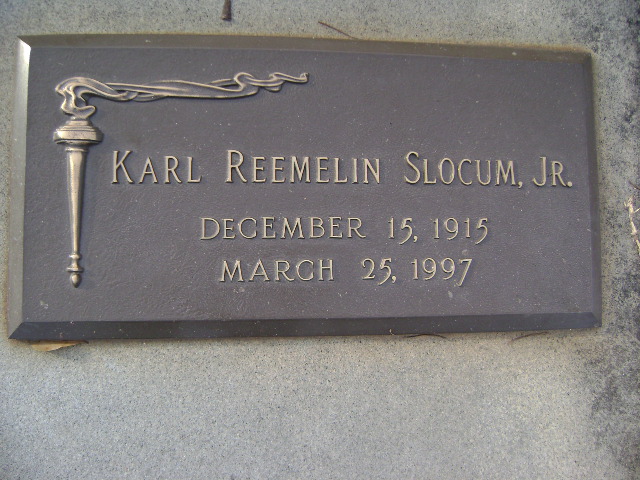 KARL REEMELIN SLOCUM, JR.
DECEMBER 15, 1915
MARCH 25, 1997